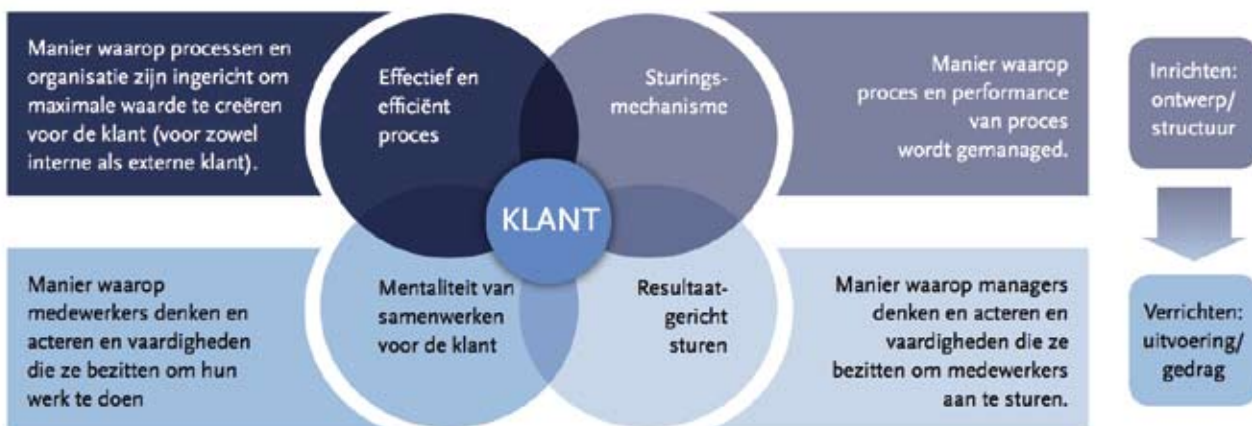 Manier waarop processen en
organisatie zijn ingericht om
maximale waarde te creëren
voor de klant (voor zowel
interne als externe klant).
Effectief en
efficiënt
proces
Sturings-
mechanisme
Manier waarop
proces en performance
van proces
wordt gemanaged.
Inrichten:
ontwerp/
structuur
KLANT
Manier waarop
medewerkers denken en
acteren en vaardigheden
die ze bezitten om hun
werk te doen
Mentaliteit van
samenwerken
voor de klant
Resultaat-
gericht
sturen
Manier waarop managers
denken en acteren en
vaardigheden die ze
bezitten om medewerkers
aan te sturen.
Verrichten:
uitvoering/
gedrag